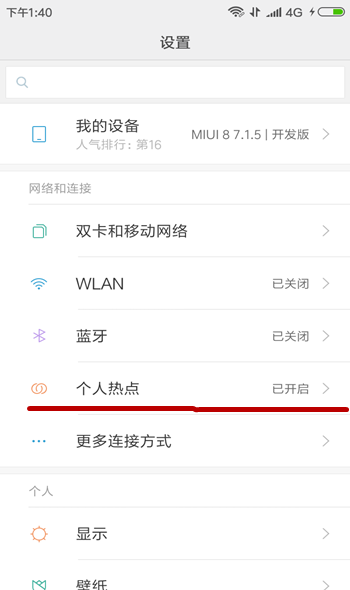 下午1:40
4G
设置
我的设备
人气排行：第16
MIUI 8 7.1.5 | 开发版
网络和连接
双卡和移动网络
WLAN
已关闭
蓝牙
已关闭
个人热点
已开启
更多连接方式
个人
显示
壁纸